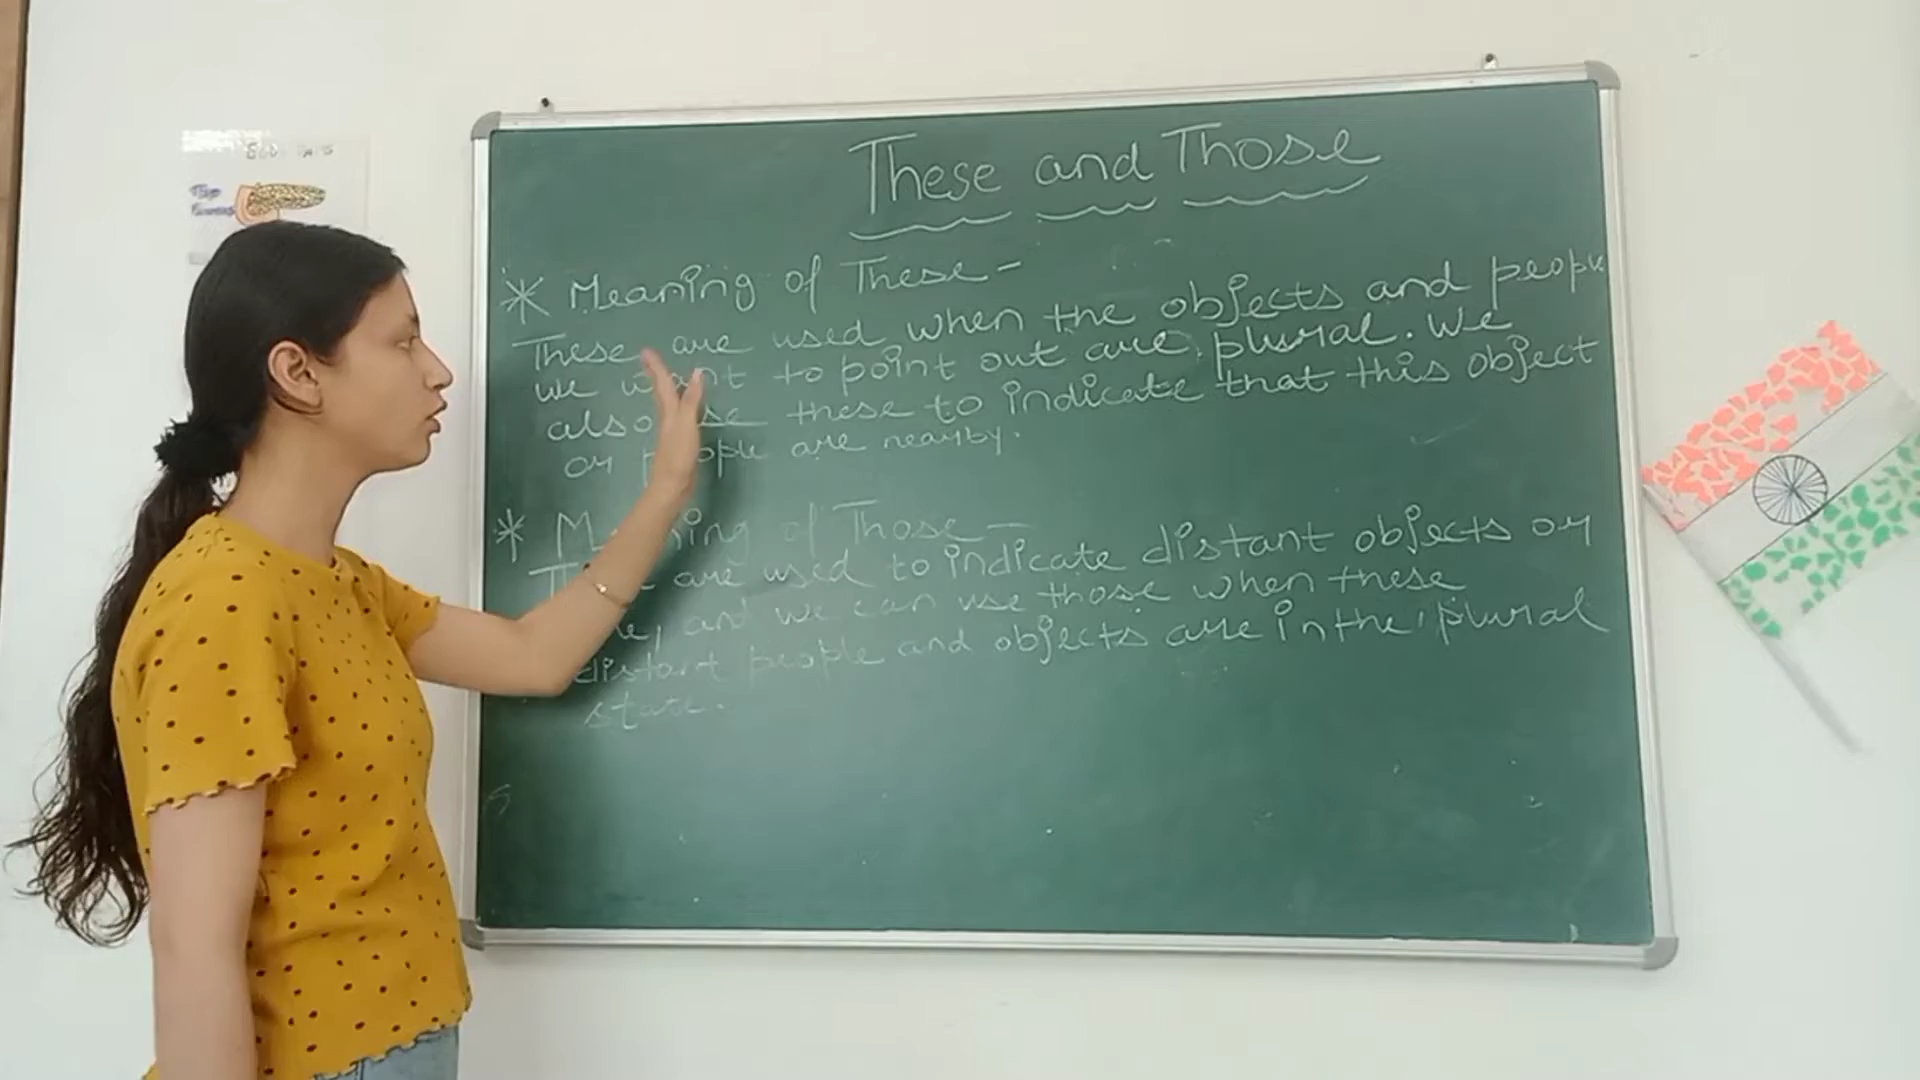 These and Those
* Meaning of These -
These are used when the objects and people
we want to point out are plural. We
also use these to indicate that this object
or people are nearby.
* Meaning of Those -
are used to indicate distant objects or
and we can use those when these
distant people and objects are in the plural
state.